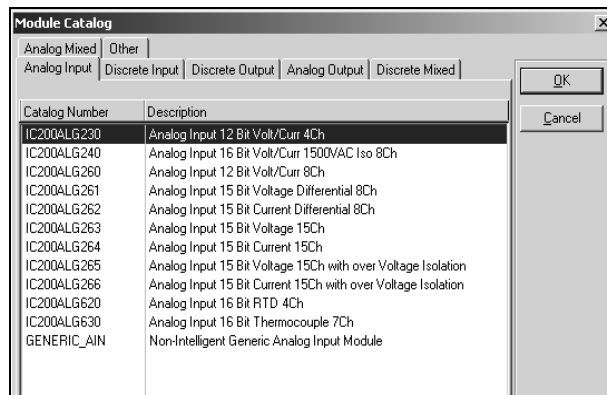 Module Catalog
Analog Mixed Other
Analog Input Discrete Input Discrete Output Analog Output Discrete Mixed
OK
Cancel
Catalog Number Description
IC200ALG230 Analog Input 12 Bit Volt/Curr 4Ch
IC200ALG240 Analog Input 16 Bit Volt/Curr 1500VAC Iso 8Ch
IC200ALG260 Analog Input 12 Bit Volt/Curr 8Ch
IC200ALG261 Analog Input 15 Bit Voltage Differential 8Ch
IC200ALG262 Analog Input 15 Bit Current Differential 8Ch
IC200ALG263 Analog Input 15 Bit Voltage 15Ch
IC200ALG264 Analog Input 15 Bit Current 15Ch
IC200ALG265 Analog Input 15 Bit Voltage 15Ch with over Voltage Isolation
IC200ALG266 Analog Input 15 Bit Current 15Ch with over Voltage Isolation
IC200ALG620 Analog Input 16 Bit RTD 4Ch
IC200ALG630 Analog Input 16 Bit Thermocouple 7Ch
GENERIC_AIN Non-Intelligent Generic Analog Input Module